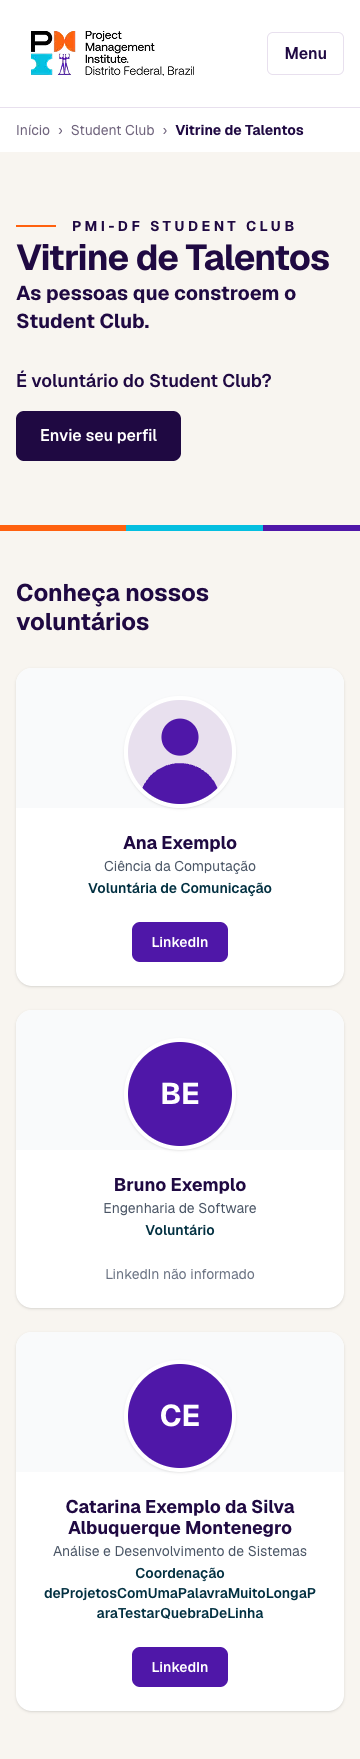 Project
Management
Institute.
Distrito Federal, Brazil
Menu
Início › Student Club › Vitrine de Talentos
PMI-DF STUDENT CLUB
Vitrine de Talentos
As pessoas que constroem o
Student Club.
É voluntário do Student Club?
Envie seu perfil
Conheça nossos
voluntários
Ana Exemplo
Ciência da Computação
Voluntária de Comunicação
LinkedIn
BE
Bruno Exemplo
Engenharia de Software
Voluntário
LinkedIn não informado
CE
Catarina Exemplo da Silva
Albuquerque Montenegro
Análise e Desenvolvimento de Sistemas
Coordenação
deProjetosComUmaPalavraMuitoLongaP
araTestarQuebraDeLinha
LinkedIn